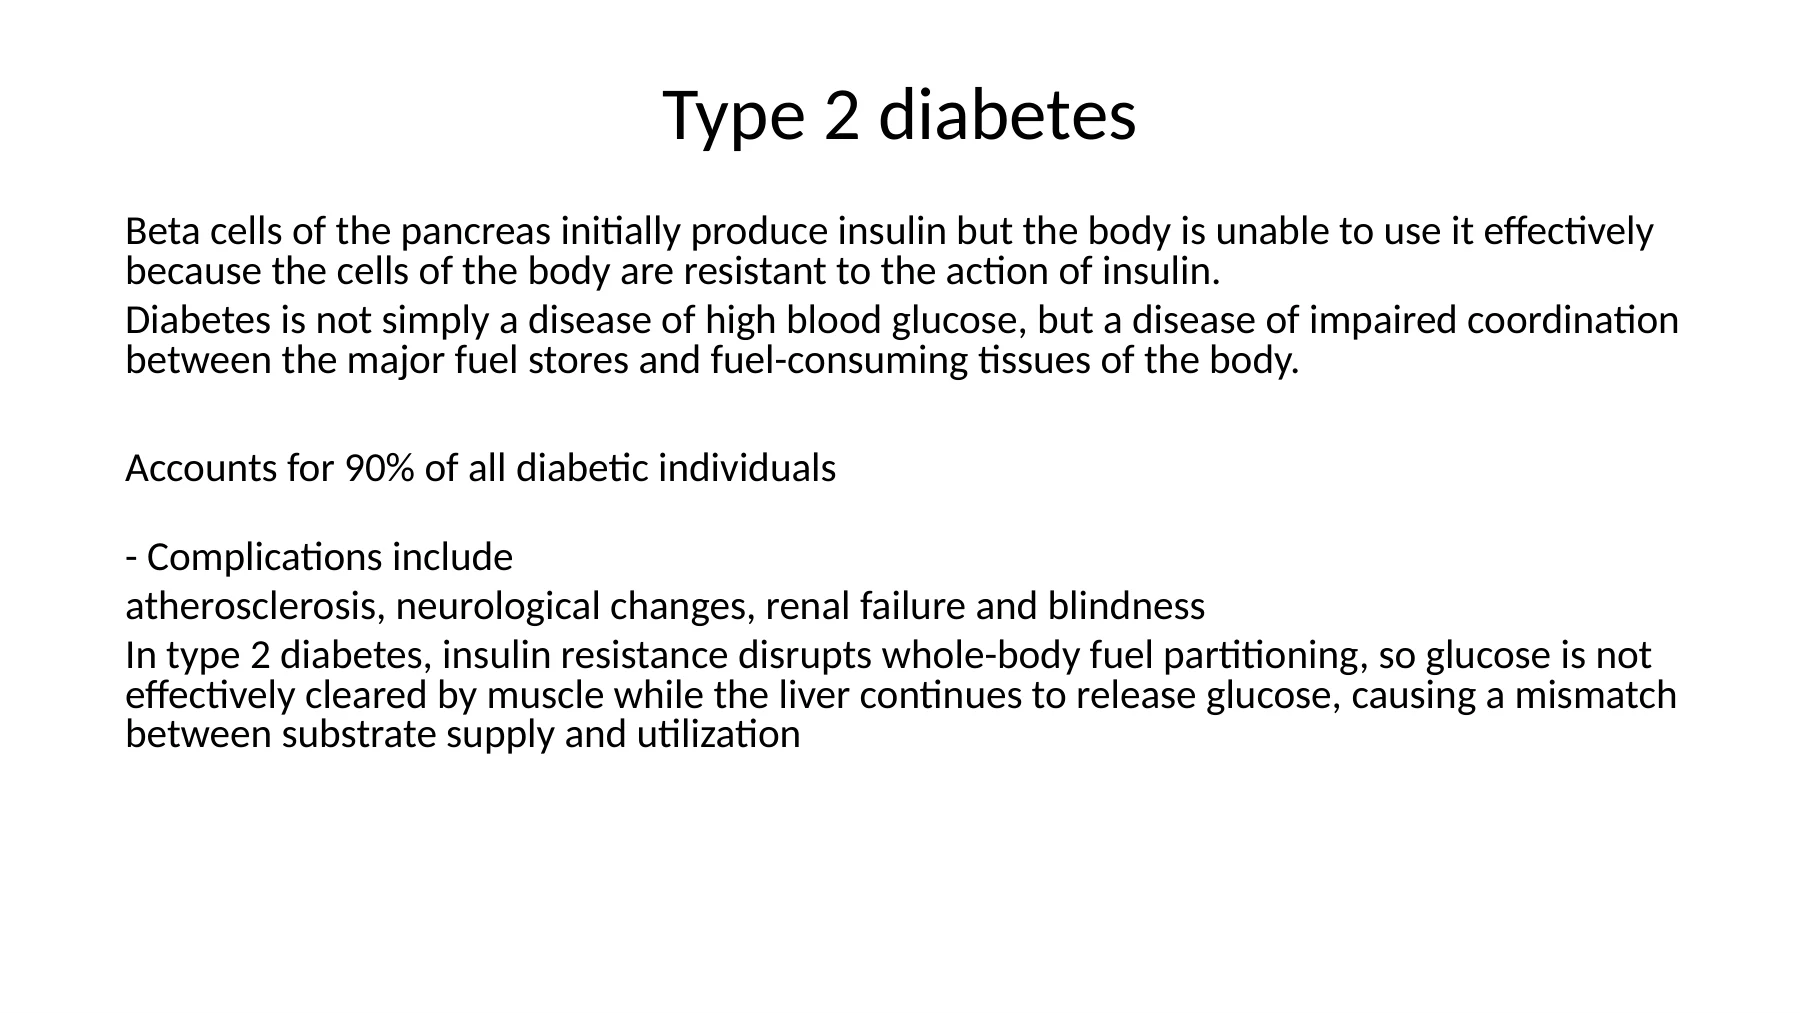 Type 2 diabetes
Beta cells of the pancreas initially produce insulin but the body is unable to use it effectively
because the cells of the body are resistant to the action of insulin.
Diabetes is not simply a disease of high blood glucose, but a disease of impaired coordination
between the major fuel stores and fuel-consuming tissues of the body.
Accounts for 90% of all diabetic individuals
- Complications include
atherosclerosis, neurological changes, renal failure and blindness
In type 2 diabetes, insulin resistance disrupts whole-body fuel partitioning, so glucose is not
effectively cleared by muscle while the liver continues to release glucose, causing a mismatch
between substrate supply and utilization